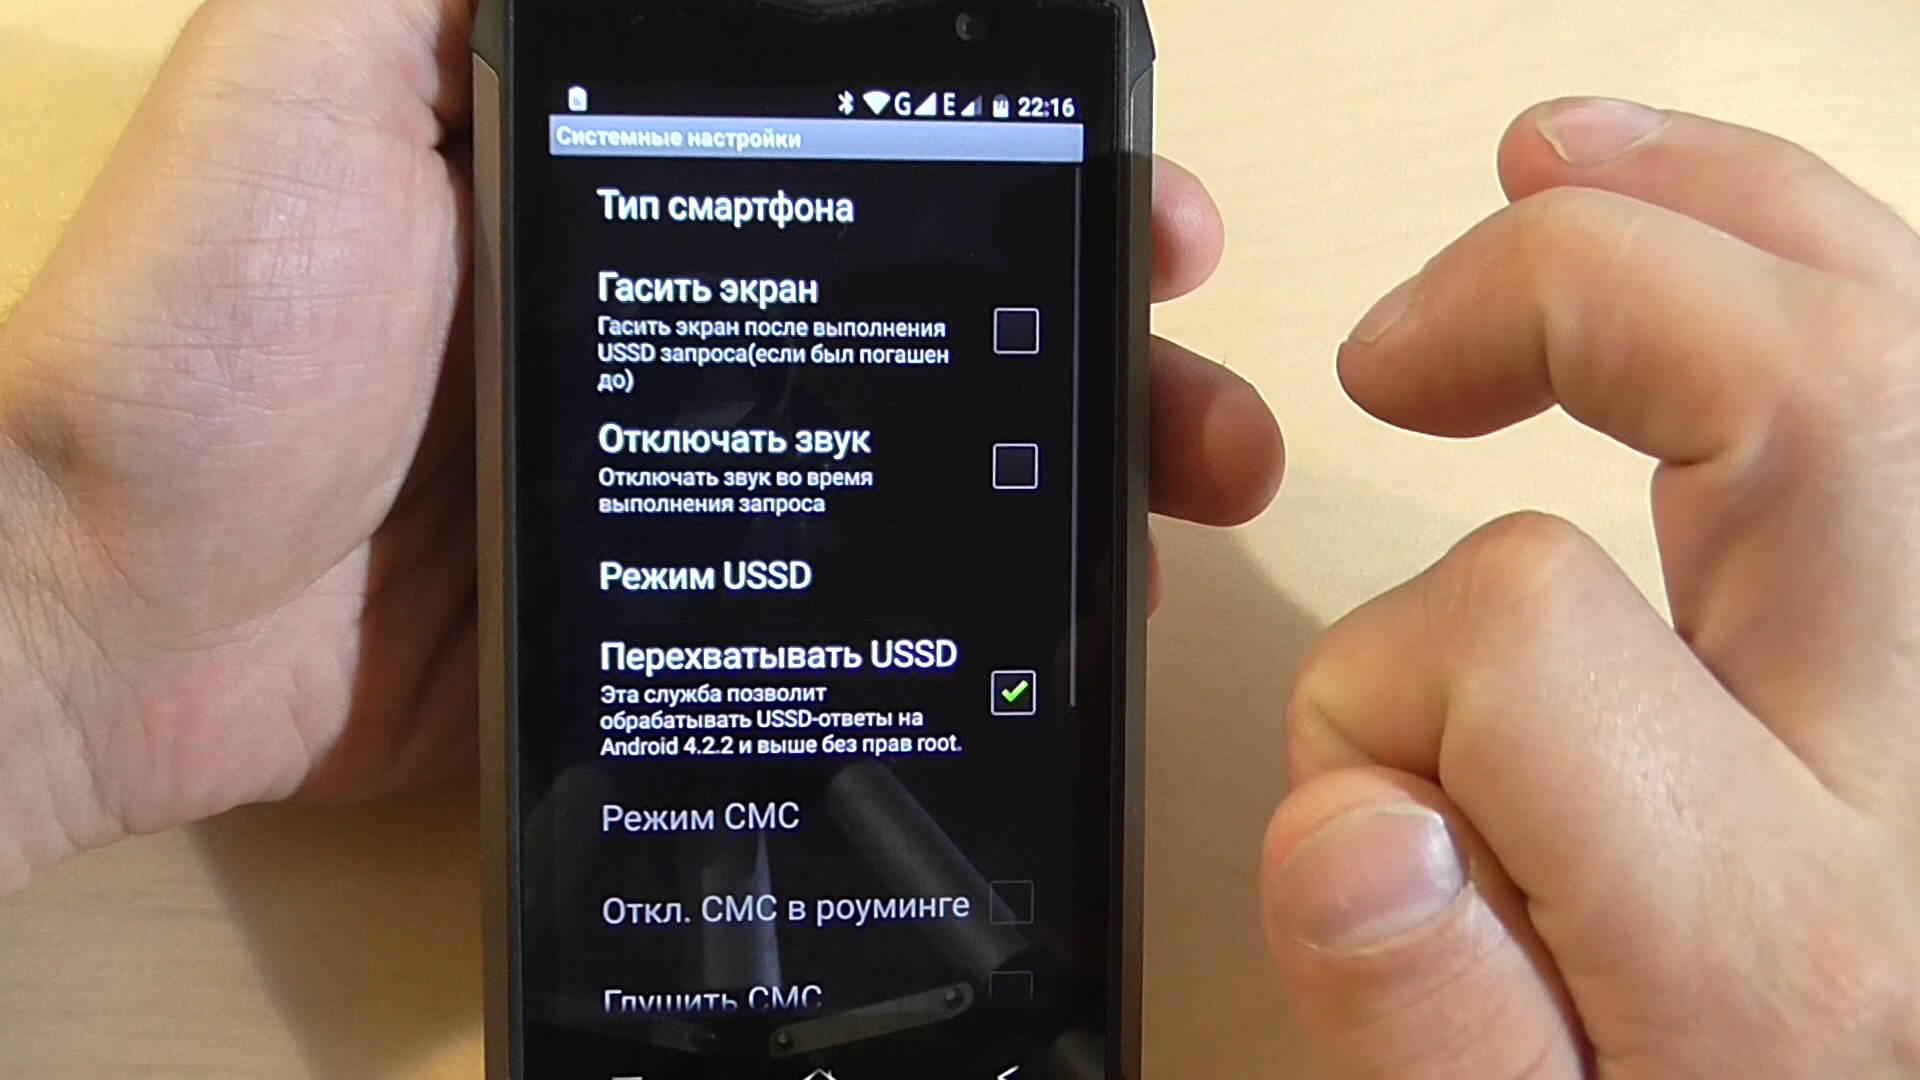 G E 22:16
Системные настройки
Тип смартфона
Гасить экран
Гасить экран после выполнения
USSD запроса(если был погашен
до)
Отключать звук
Отключать звук во время
выполнения запроса
Режим USSD
Перехватывать USSD
Эта служба позволит
обрабатывать USSD-ответы на
Android 4.2.2 и выше без прав root.
Режим СМС
Откл. СМС в роуминге
Глушить СМС